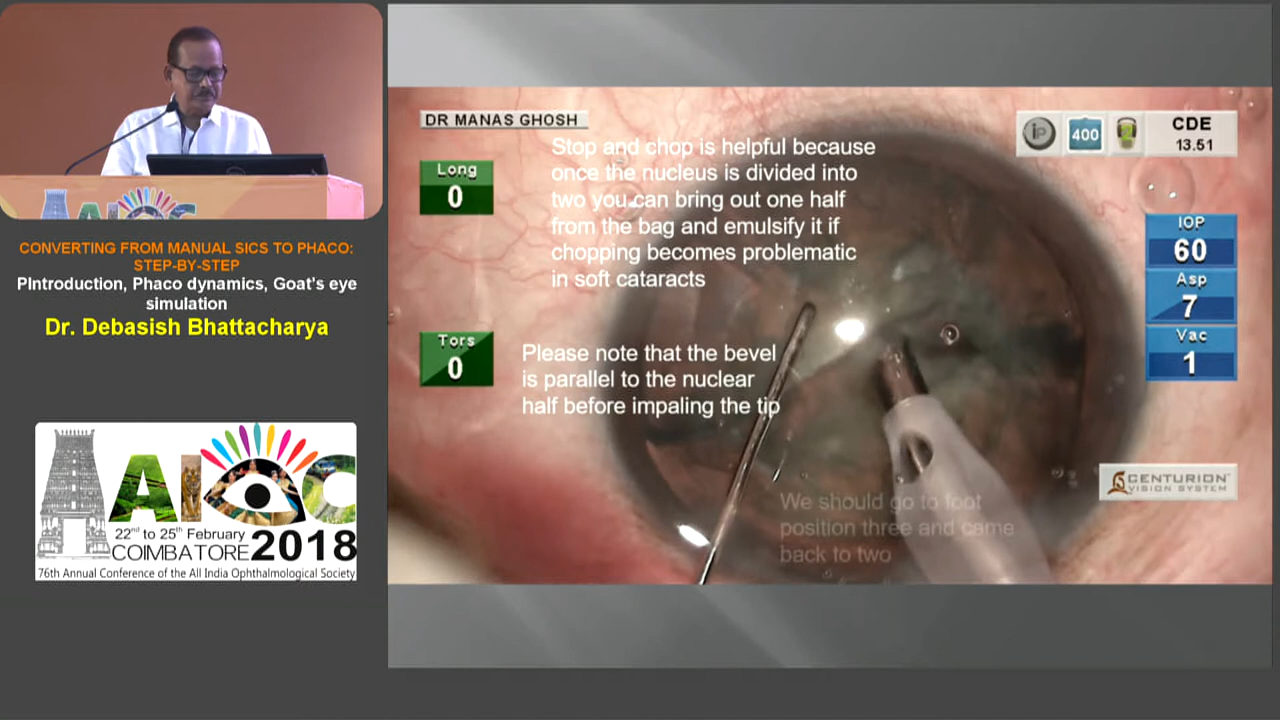 CONVERTING FROM MANUAL SICS TO PHACO:
STEP-BY-STEP
PIntroduction, Phaco dynamics, Goat's eye
simulation
Dr. Debasish Bhattacharya
AIOC
22nd to 25th February
COIMBATORE 2018
76th Annual Conference of the All India Ophthalmological Society
DR MANAS GHOSH
Long
0
Stop and chop is helpful because
once the nucleus is divided into
two you can bring out one half
from the bag and emulsify it if
chopping becomes problematic
in soft cataracts
Tors
0
Please note that the bevel
is parallel to the nuclear
half before impaling the tip
We should go to foot
position three and came
back to two
iP
400
CDE
13.51
IOP
60
Asp
7
Vac
1
CENTURION
VISION SYSTEM